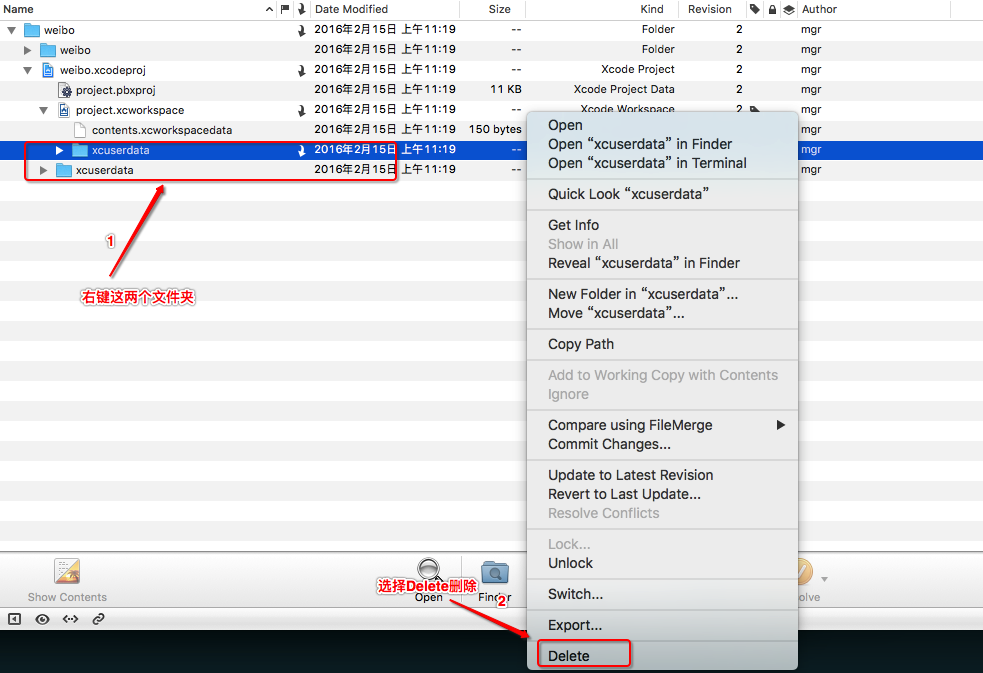 Name Date Modified Size Kind Revision Author
weibo 2016年2月15日 上午11:19 -- Folder 2 mgr
weibo 2016年2月15日 上午11:19 -- Folder 2 mgr
weibo.xcodeproj 2016年2月15日 上午11:19 -- Xcode Project 2 mgr
project.pbxproj 2016年2月15日 上午11:19 11 KB Xcode Project Data 2 mgr
project.xcworkspace 2016年2月15日 上午11:19 -- Xcode Workspace 2 mgr
contents.xcworkspacedata 2016年2月15日 上午11:19 150 bytes mgr
xcuserdata 2016年2月15日 上午11:19 -- mgr
xcuserdata 2016年2月15日 上午11:19 -- mgr
1
右键这两个文件夹
Open
Open “xcuserdata” in Finder
Open “xcuserdata” in Terminal
Quick Look “xcuserdata”
Get Info
Show in All
Reveal “xcuserdata” in Finder
New Folder in “xcuserdata”...
Move “xcuserdata”...
Copy Path
Add to Working Copy with Contents
Ignore
Compare using FileMerge
Commit Changes...
Update to Latest Revision
Revert to Last Update...
Resolve Conflicts
Lock...
Unlock
Switch...
Export...
Delete
选择Delete删除
2
Show Contents Open Finder olve